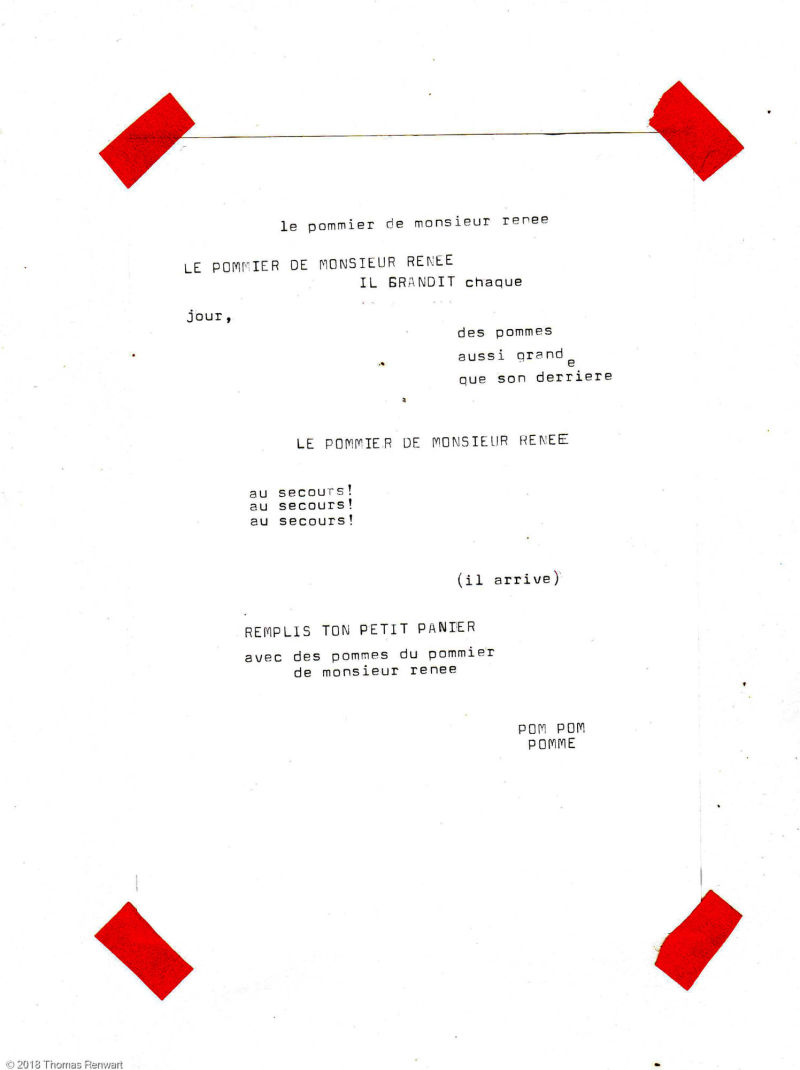 le pommier de monsieur renee
LE POMMIER DE MONSIEUR RENEE
IL GRANDIT chaque
jour,
des pommes
aussi grande
que son derriere
LE POMMIER DE MONSIEUR RENEE
au secours!
au secours!
au secours!
(il arrive)
REMPLIS TON PETIT PANIER
avec des pommes du pommier
de monsieur renee
POM POM
POMME
© 2018 Thomas Renwart